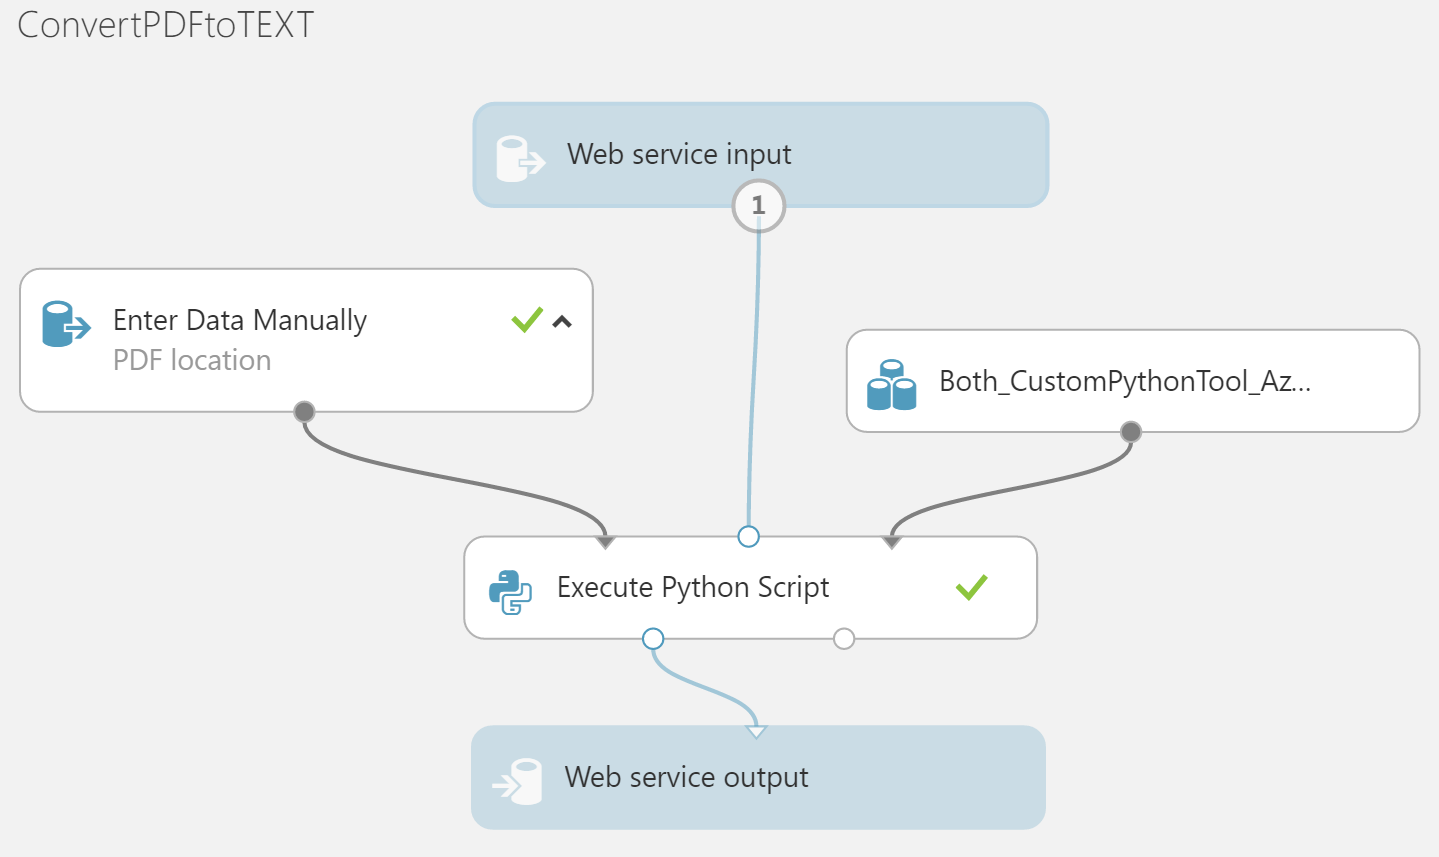 ConvertPDFtoTEXT
Web service input
1
Enter Data Manually
PDF location
Both_CustomPythonTool_Az...
Execute Python Script
Web service output